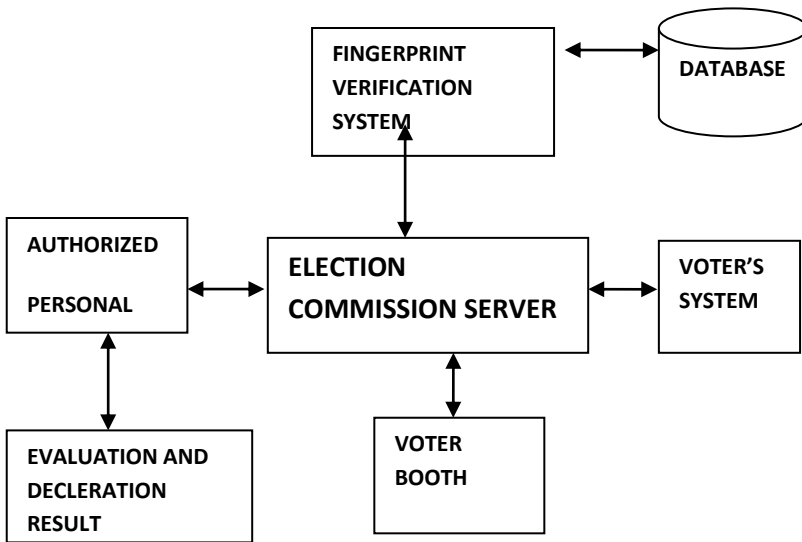 FINGERPRINT
VERIFICATION
SYSTEM
DATABASE
AUTHORIZED
PERSONAL
ELECTION
COMMISSION SERVER
VOTER’S
SYSTEM
EVALUATION AND
DECLERATION
RESULT
VOTER
BOOTH